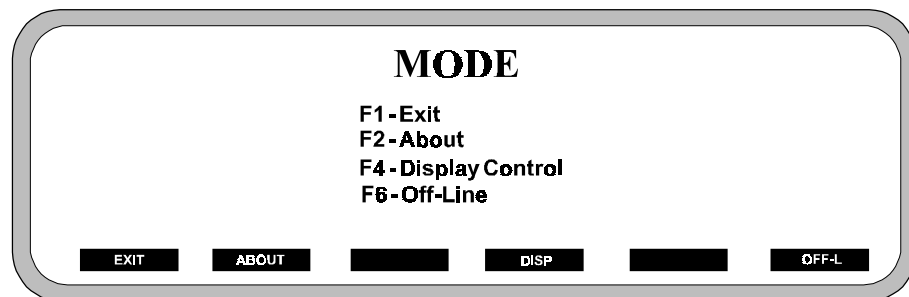 MODE
F1-Exit
F2-About
F4-Display Control
F6-Off-Line
EXIT ABOUT DISP OFF-L